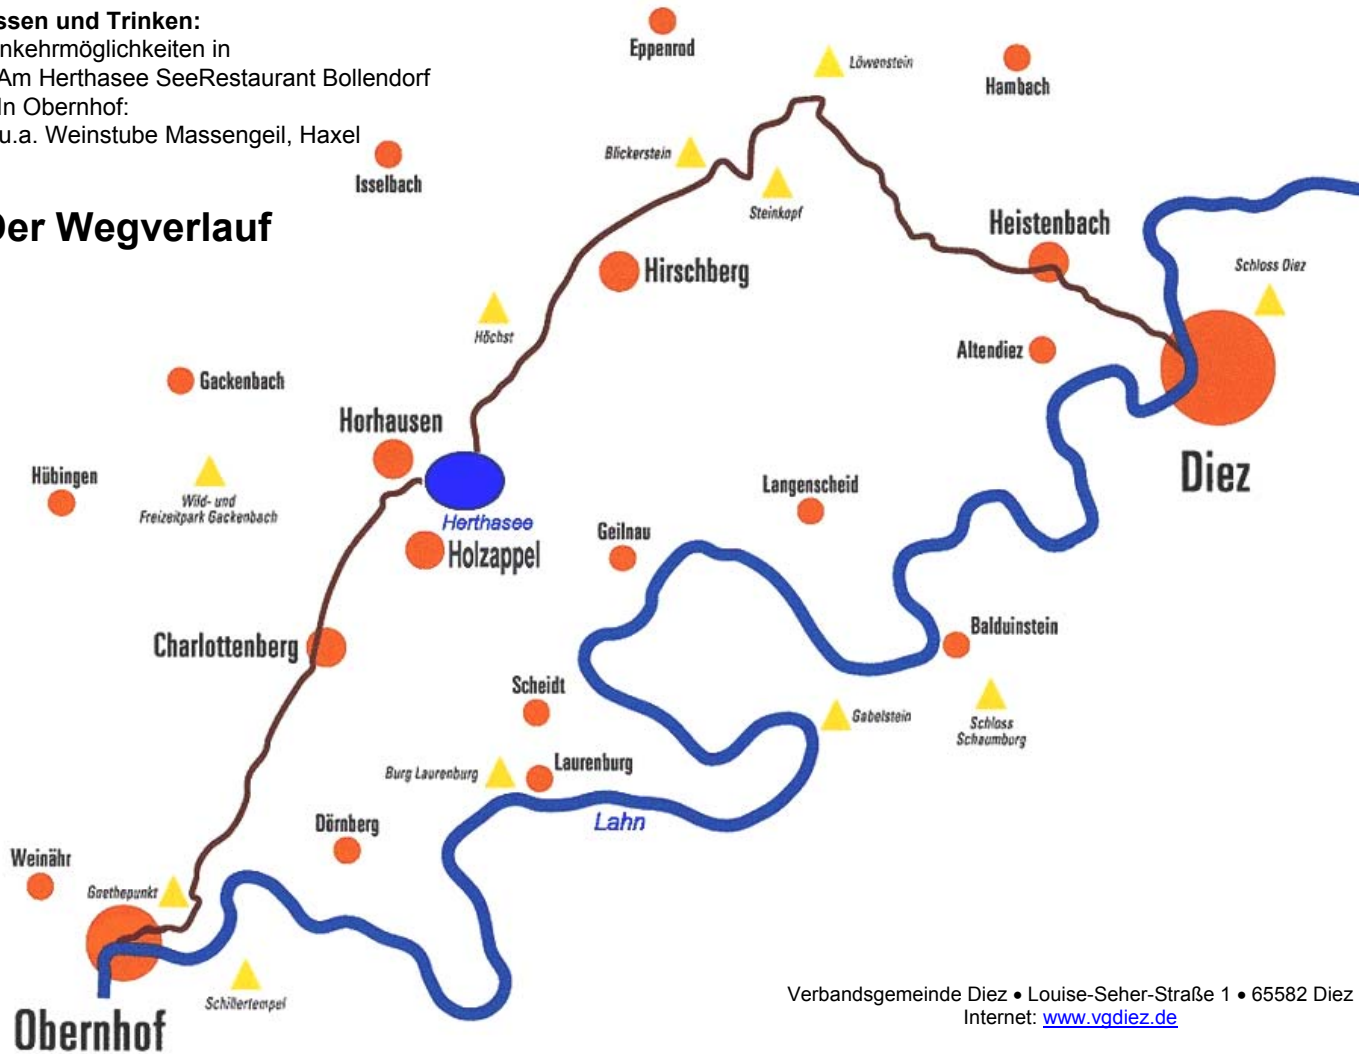 ssen und Trinken:
nkehrmöglichkeiten in
Am Herthasee SeeRestaurant Bollendorf
In Obernhof:
u.a. Weinstube Massengeil, Haxel
Der Wegverlauf
Eppenrod
Löwenstein
Hambach
Blickerstein
Isselbach
Steinkopf
Heistenbach
Schloss Diez
Hirschberg
Höchst
Altendiez
Gackenbach
Horhausen
Diez
Hübingen
Wild- und
Freizeitpark Gackenbach
Langenscheid
Herthasee
Geilnau
Holzappel
Charlottenberg
Balduinstein
Scheidt
Gabelstein
Schloss
Schaumburg
Burg Laurenburg
Laurenburg
Lahn
Dörnberg
Weinähr
Goethepunkt
Schillertempel
Obernhof
Verbandsgemeinde Diez • Louise-Seher-Straße 1 • 65582 Diez
Internet: www.vgdiez.de